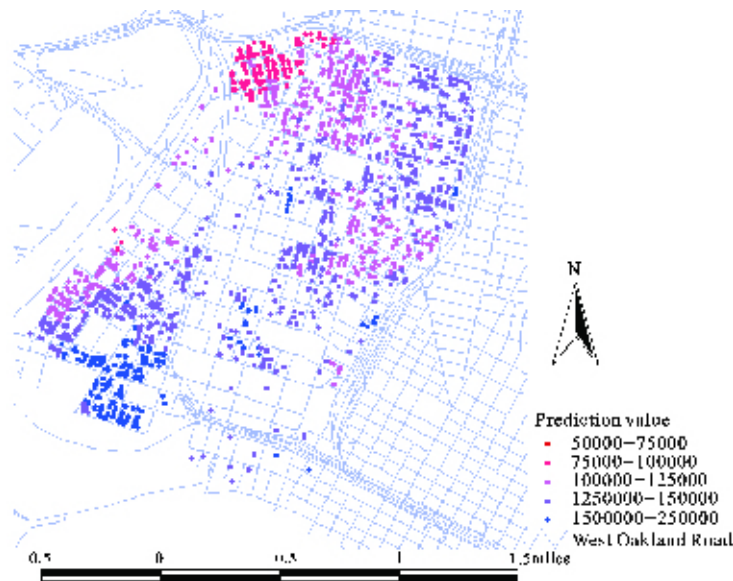 N
Prediction value
50000-75000
75000-100000
100000-125000
1250000-150000
1500000-250000
West Oakland Road
0.5 0 0.5 1 1.5miles